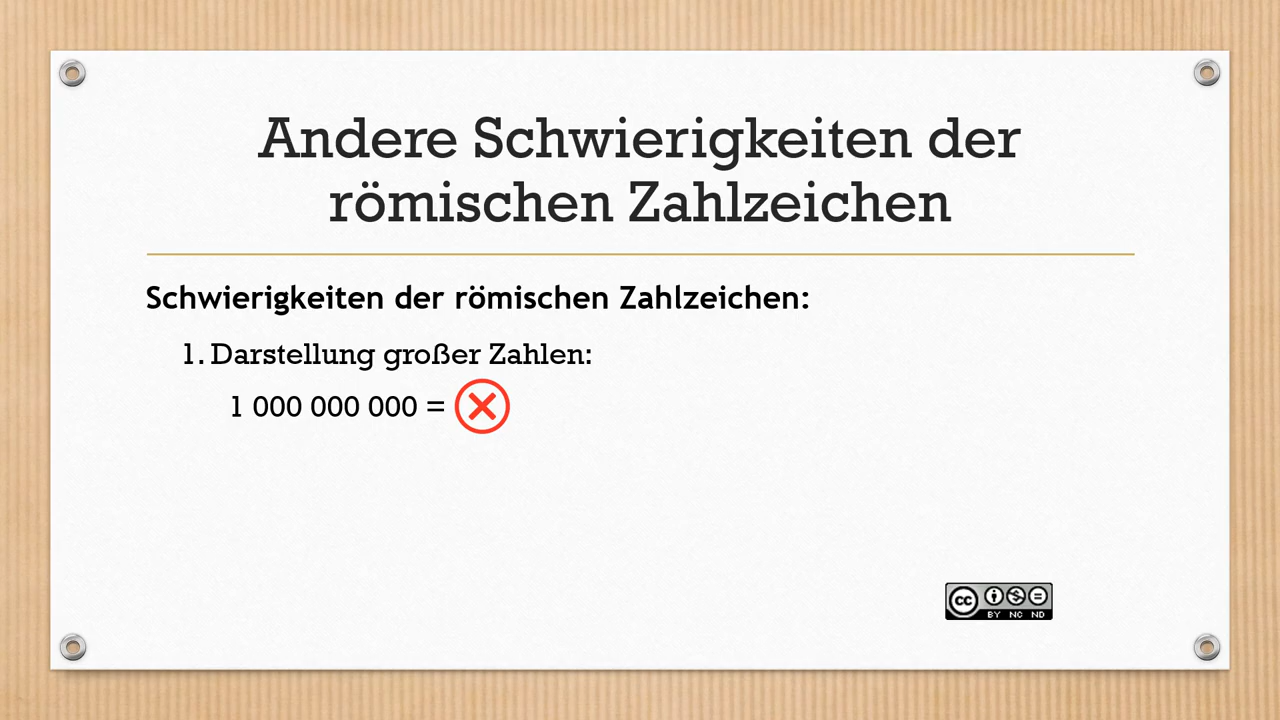 Andere Schwierigkeiten der
römischen Zahlzeichen
Schwierigkeiten der römischen Zahlzeichen:
1. Darstellung großer Zahlen:
1 000 000 000 =
cc
BY NC ND